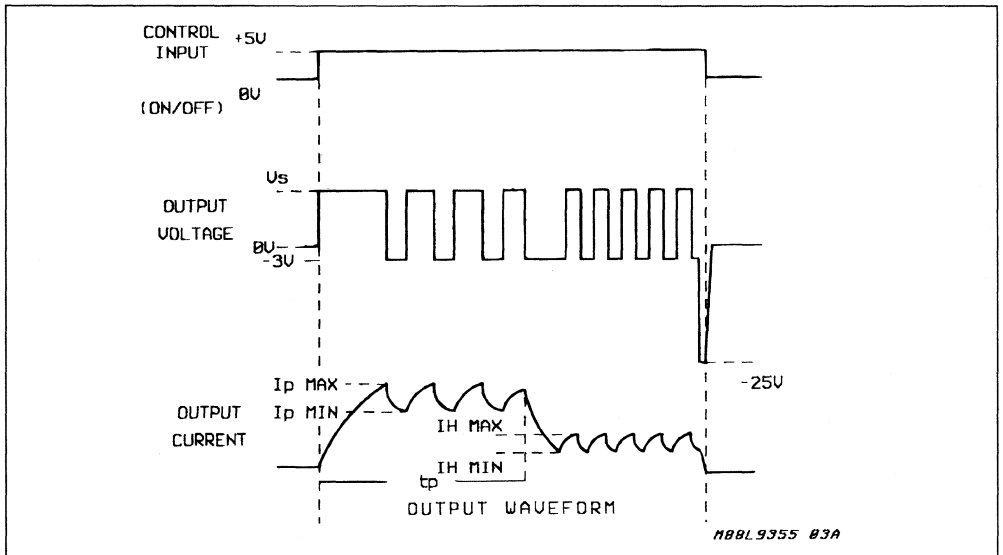 CONTROL
INPUT
+5V
0V
(ON/OFF)
Vs
OUTPUT
VOLTAGE
0V
-3V
-25V
Ip MAX
Ip MIN
OUTPUT
CURRENT
IH MAX
IH MIN
tp
OUTPUT WAVEFORM
M88L9355 03A